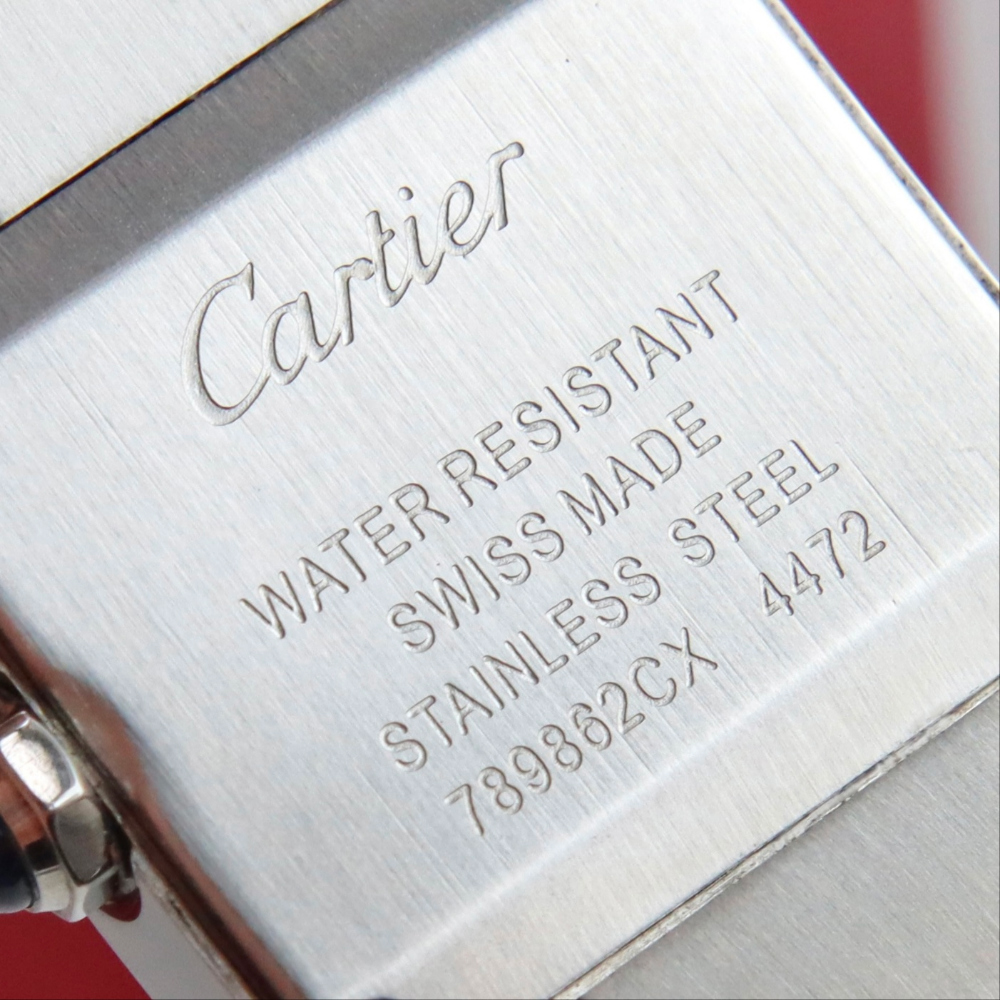 Cartier
WATER RESISTANT
SWISS MADE
STAINLESS STEEL
789862CX 4472